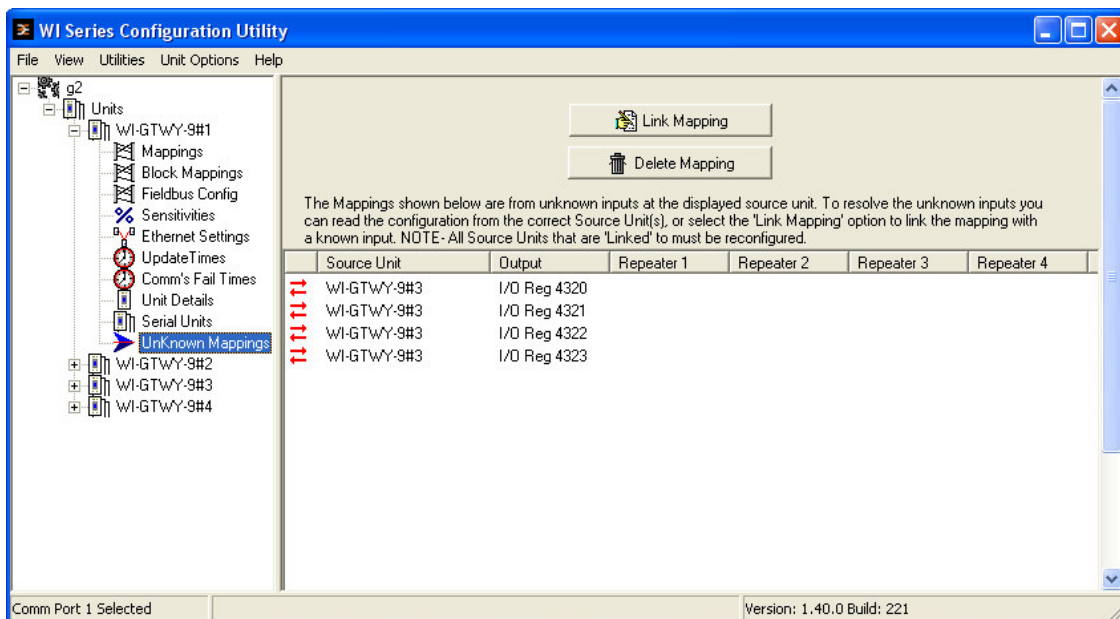 WI Series Configuration Utility
File View Utilities Unit Options Help
g2
Units
WI-GTWY-9#1
Mappings
Block Mappings
Fieldbus Config
Sensitivities
Ethernet Settings
UpdateTimes
Comm's Fail Times
Unit Details
Serial Units
UnKnown Mappings
WI-GTWY-9#2
WI-GTWY-9#3
WI-GTWY-9#4
Link Mapping
Delete Mapping
The Mappings shown below are from unknown inputs at the displayed source unit. To resolve the unknown inputs you
can read the configuration from the correct Source Unit(s), or select the 'Link Mapping' option to link the mapping with
a known input. NOTE- All Source Units that are 'Linked' to must be reconfigured.
Source Unit Output Repeater 1 Repeater 2 Repeater 3 Repeater 4
WI-GTWY-9#3 I/O Reg 4320
WI-GTWY-9#3 I/O Reg 4321
WI-GTWY-9#3 I/O Reg 4322
WI-GTWY-9#3 I/O Reg 4323
Comm Port 1 Selected Version: 1.40.0 Build: 221